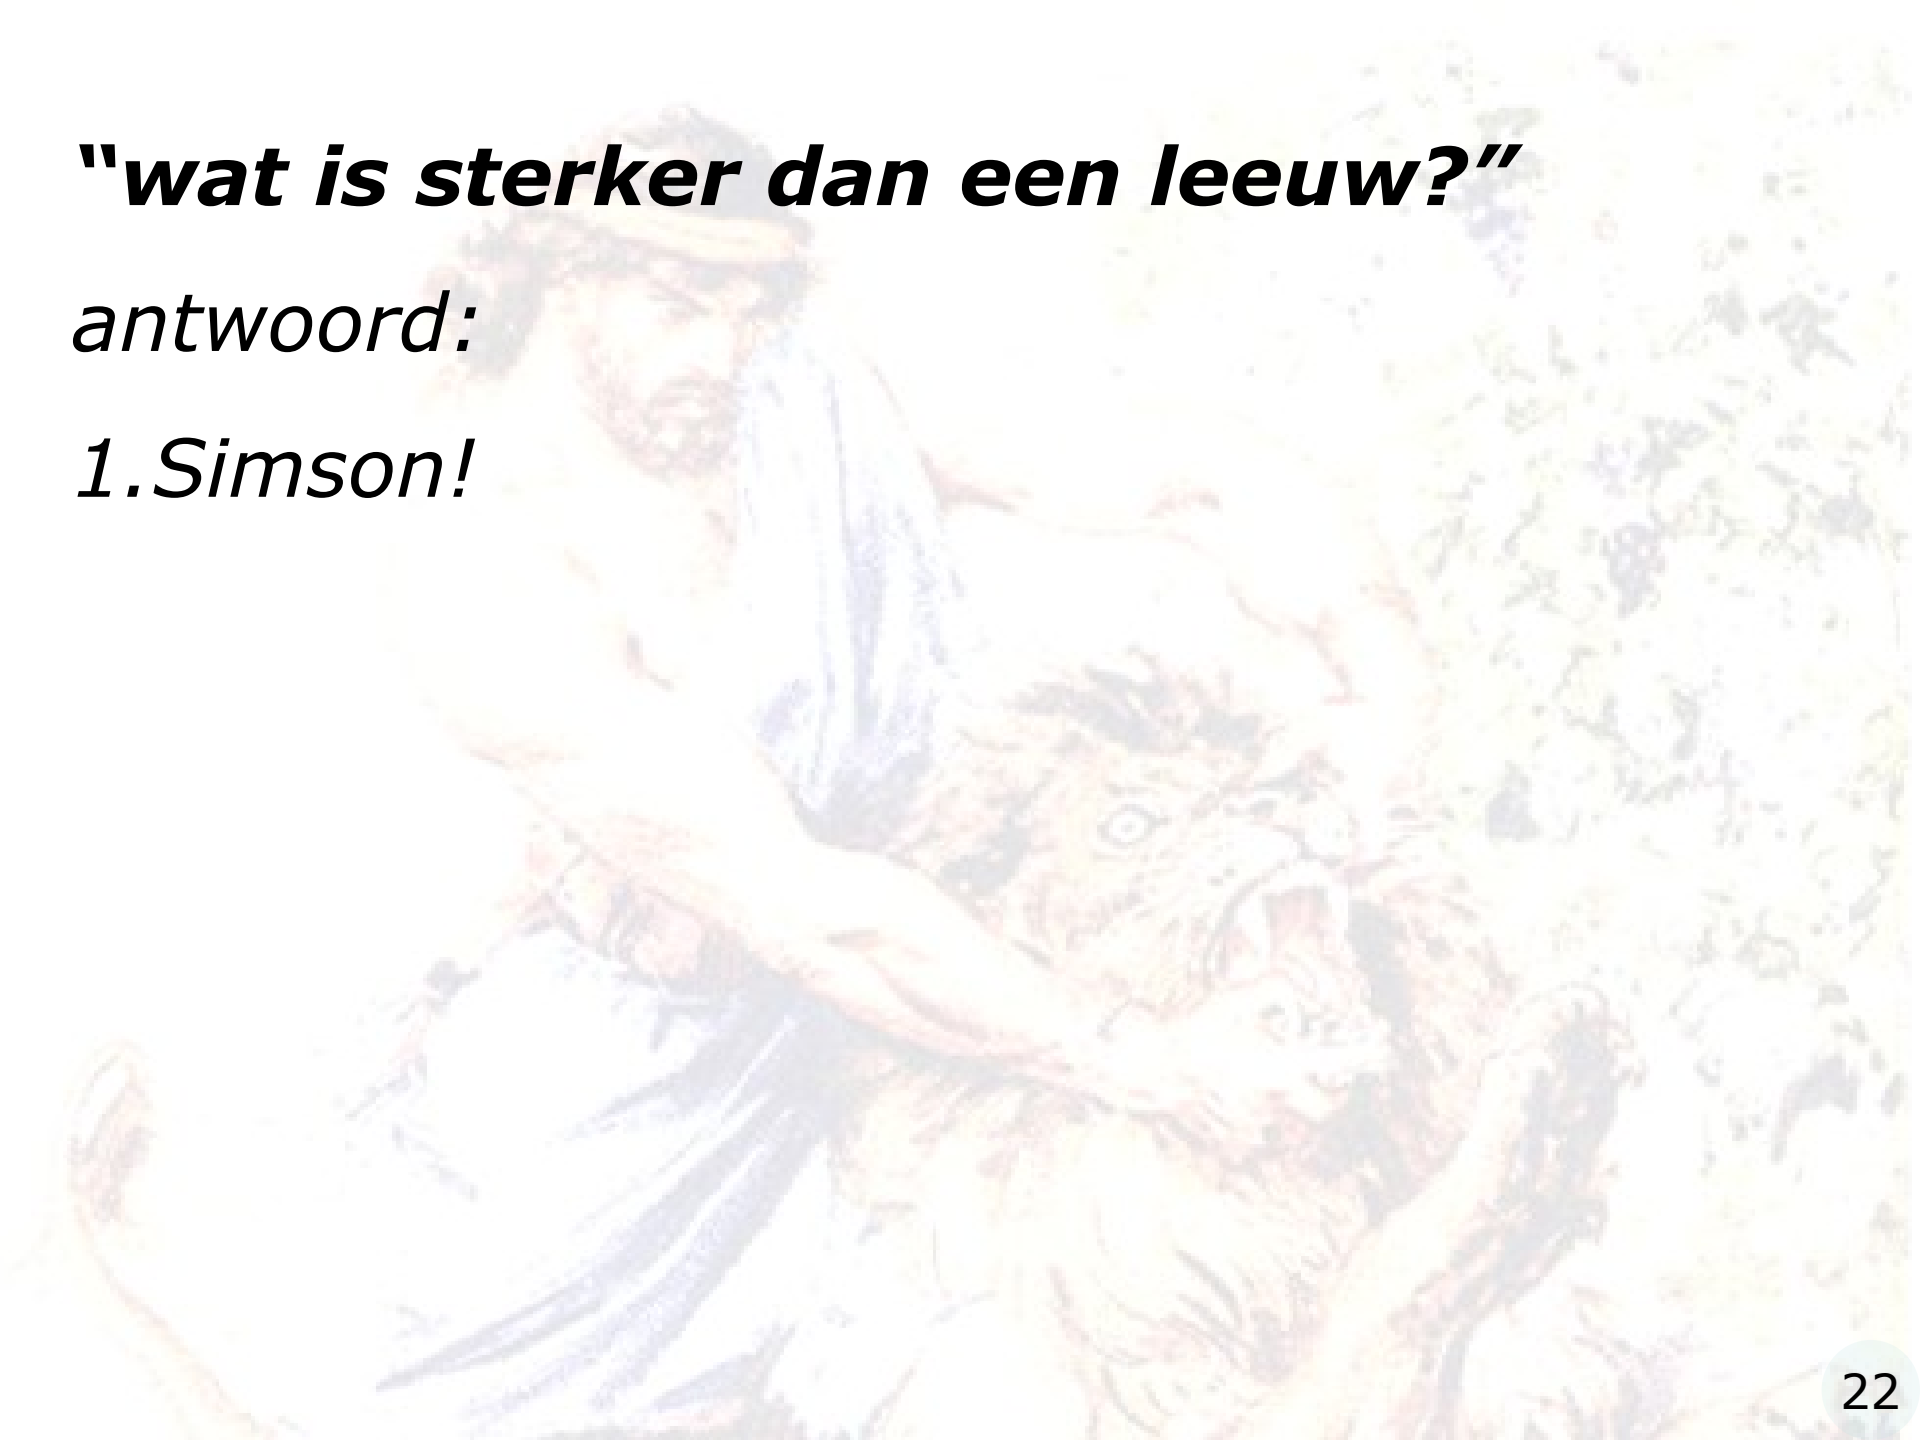 “wat is sterker dan een leeuw?”
antwoord:
1.Simson!
22